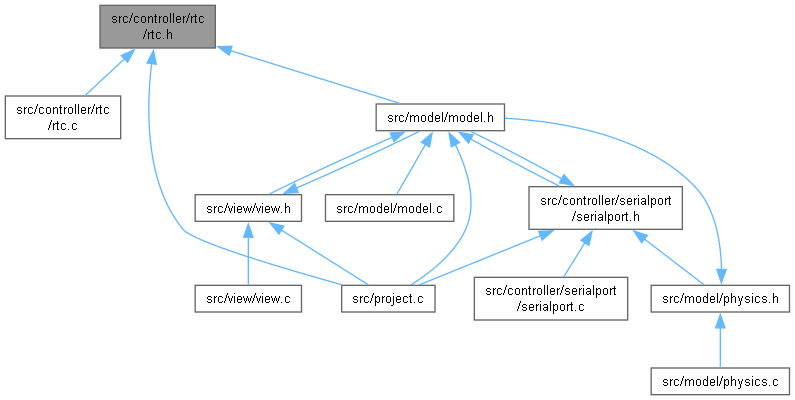 src/controller/rtc
/rtc.h
src/controller/rtc
/rtc.c
src/model/model.h
src/view/view.h
src/model/model.c
src/controller/serialport
/serialport.h
src/view/view.c
src/project.c
src/controller/serialport
/serialport.c
src/model/physics.h
src/model/physics.c